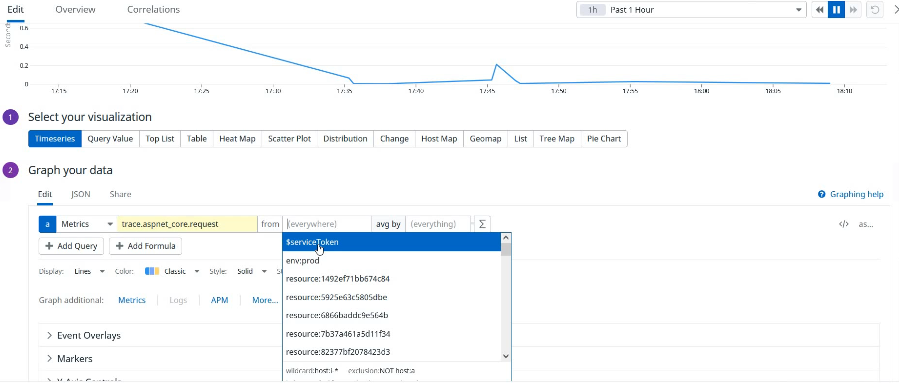 Edit Overview Correlations 1h Past 1 Hour
Seconds
0.6
0.4
0.2
0
17:15 17:20 17:25 17:30 17:35 17:40 17:45 17:50 17:55 18:00 18:05 18:10
1 Select your visualization
Timeseries Query Value Top List Table Heat Map Scatter Plot Distribution Change Host Map Geomap List Tree Map Pie Chart
2 Graph your data
Edit JSON Share Graphing help
a Metrics trace.aspnet_core.request from (everywhere) avg by (everything) Σ </> as...
+ Add Query + Add Formula
$serviceToken
env:prod
Display: Lines Color: Classic Style: Solid
resource:1492ef71bb674c84
resource:5925e63c5805dbe
Graph additional: Metrics Logs APM More...
resource:6866baddc9e564b
resource:7b37a461a5d11f34
Event Overlays
resource:82377bf2078423d3
Markers
wildcard:host:i-* exclusion:NOT host:a